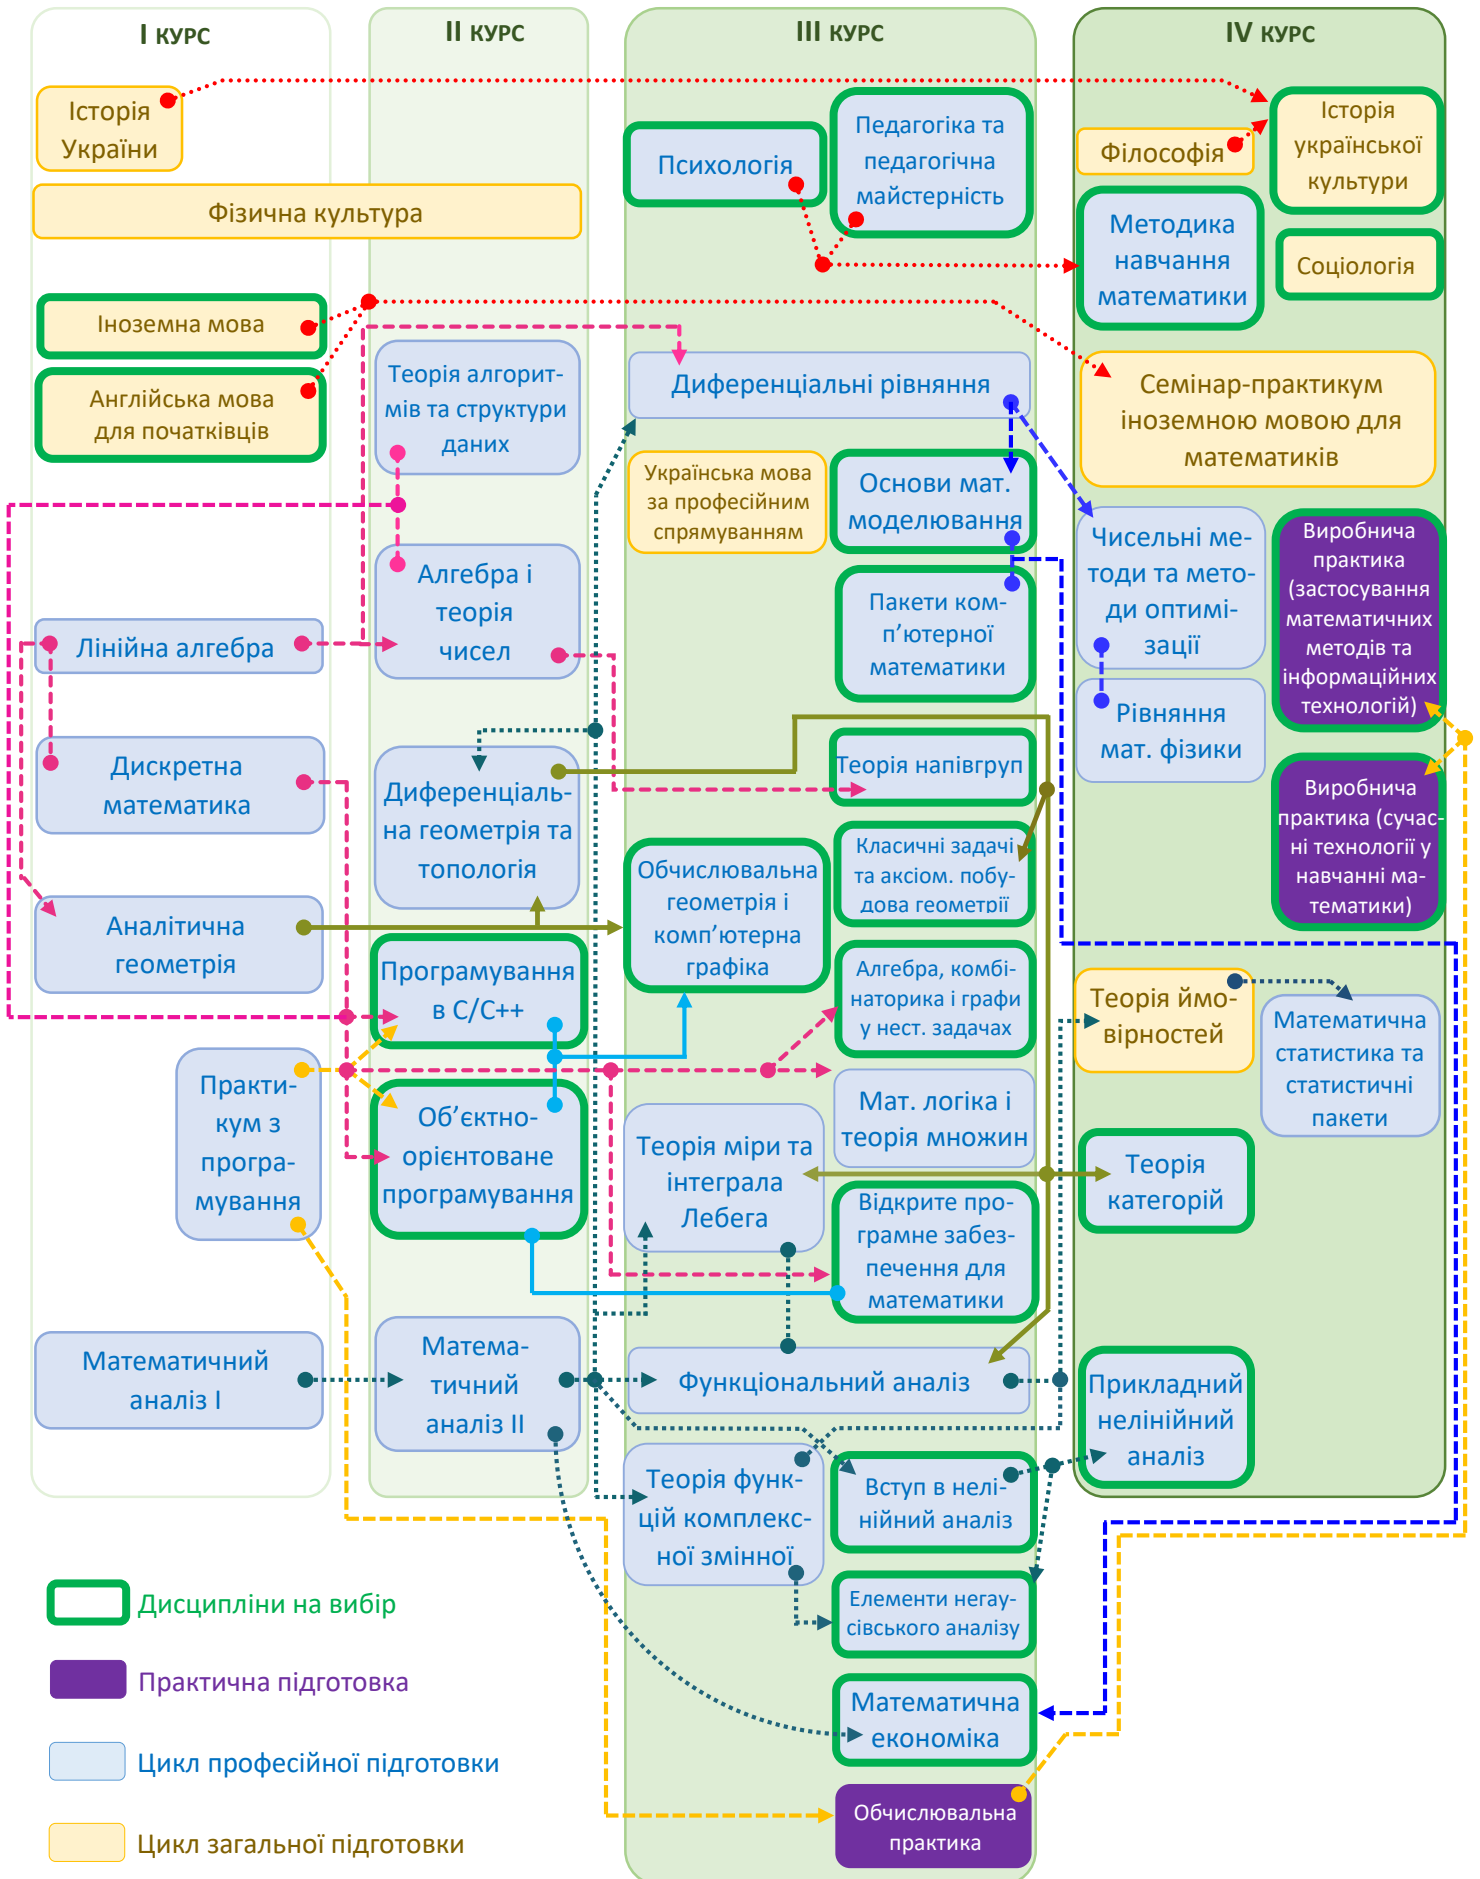 І КУРС
Історія
України
Фізична культура
Іноземна мова
Англійська мова
для початківців
Лінійна алгебра
Дискретна
математика
Аналітична
геометрія
Практи-
кум з
програ-
мування
Математичний
аналіз І
ІІ КУРС
Теорія алгорит-
мів та структури
даних
Алгебра і
теорія
чисел
Диференціаль-
на геометрія та
топологія
Програмування
в С/С++
Об’єктно-
орієнтоване
програмування
Матема-
тичний
аналіз ІІ
ІІІ КУРС
Психологія
Педагогіка та
педагогічна
майстерність
Диференціальні рівняння
Українська мова
за професійним
спрямуванням
Основи мат.
моделювання
Пакети ком-
п’ютерної
математики
Теорія напівгруп
Класичні задачі
та аксіом. побу-
дова геометрії
Обчислювальна
геометрія і
комп’ютерна
графіка
Алгебра, комбі-
наторика і графи
у нест. задачах
Мат. логіка і
теорія множин
Теорія міри та
інтеграла
Лебега
Відкрите про-
грамне забез-
печення для
математики
Функціональний аналіз
Теорія функ-
цій комплекс-
ної змінної
Вступ в нелі-
нійний аналіз
Елементи негау-
сівського аналізу
Математична
економіка
Обчислювальна
практика
IV КУРС
Філософія
Історія
української
культури
Методика
навчання
математики
Соціологія
Семінар-практикум
іноземною мовою для
математиків
Чисельні ме-
тоди та мето-
ди оптимі-
зації
Рівняння
мат. фізики
Виробнича
практика
(застосування
математичних
методів та
інформаційних
технологій)
Виробнича
практика (сучас-
ні технології у
навчанні ма-
тематики)
Теорія ймо-
вірностей
Математична
статистика та
статистичні
пакети
Теорія
категорій
Прикладний
нелінійний
аналіз
Дисципліни на вибір
Практична підготовка
Цикл професійної підготовки
Цикл загальної підготовки